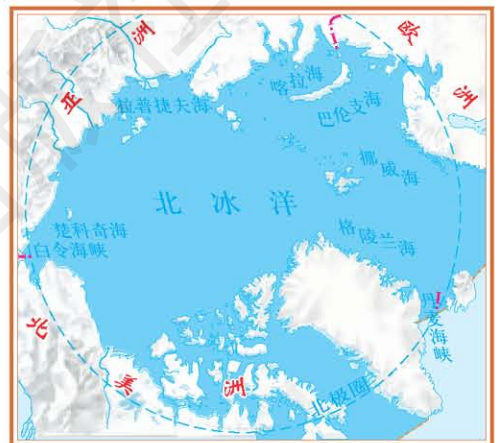 亚洲
欧洲
喀拉海
拉普捷夫海
巴伦支海
挪威海
北冰洋
楚科奇海
白令海峡
格陵兰海
丹麦海峡
北美洲
北极圈